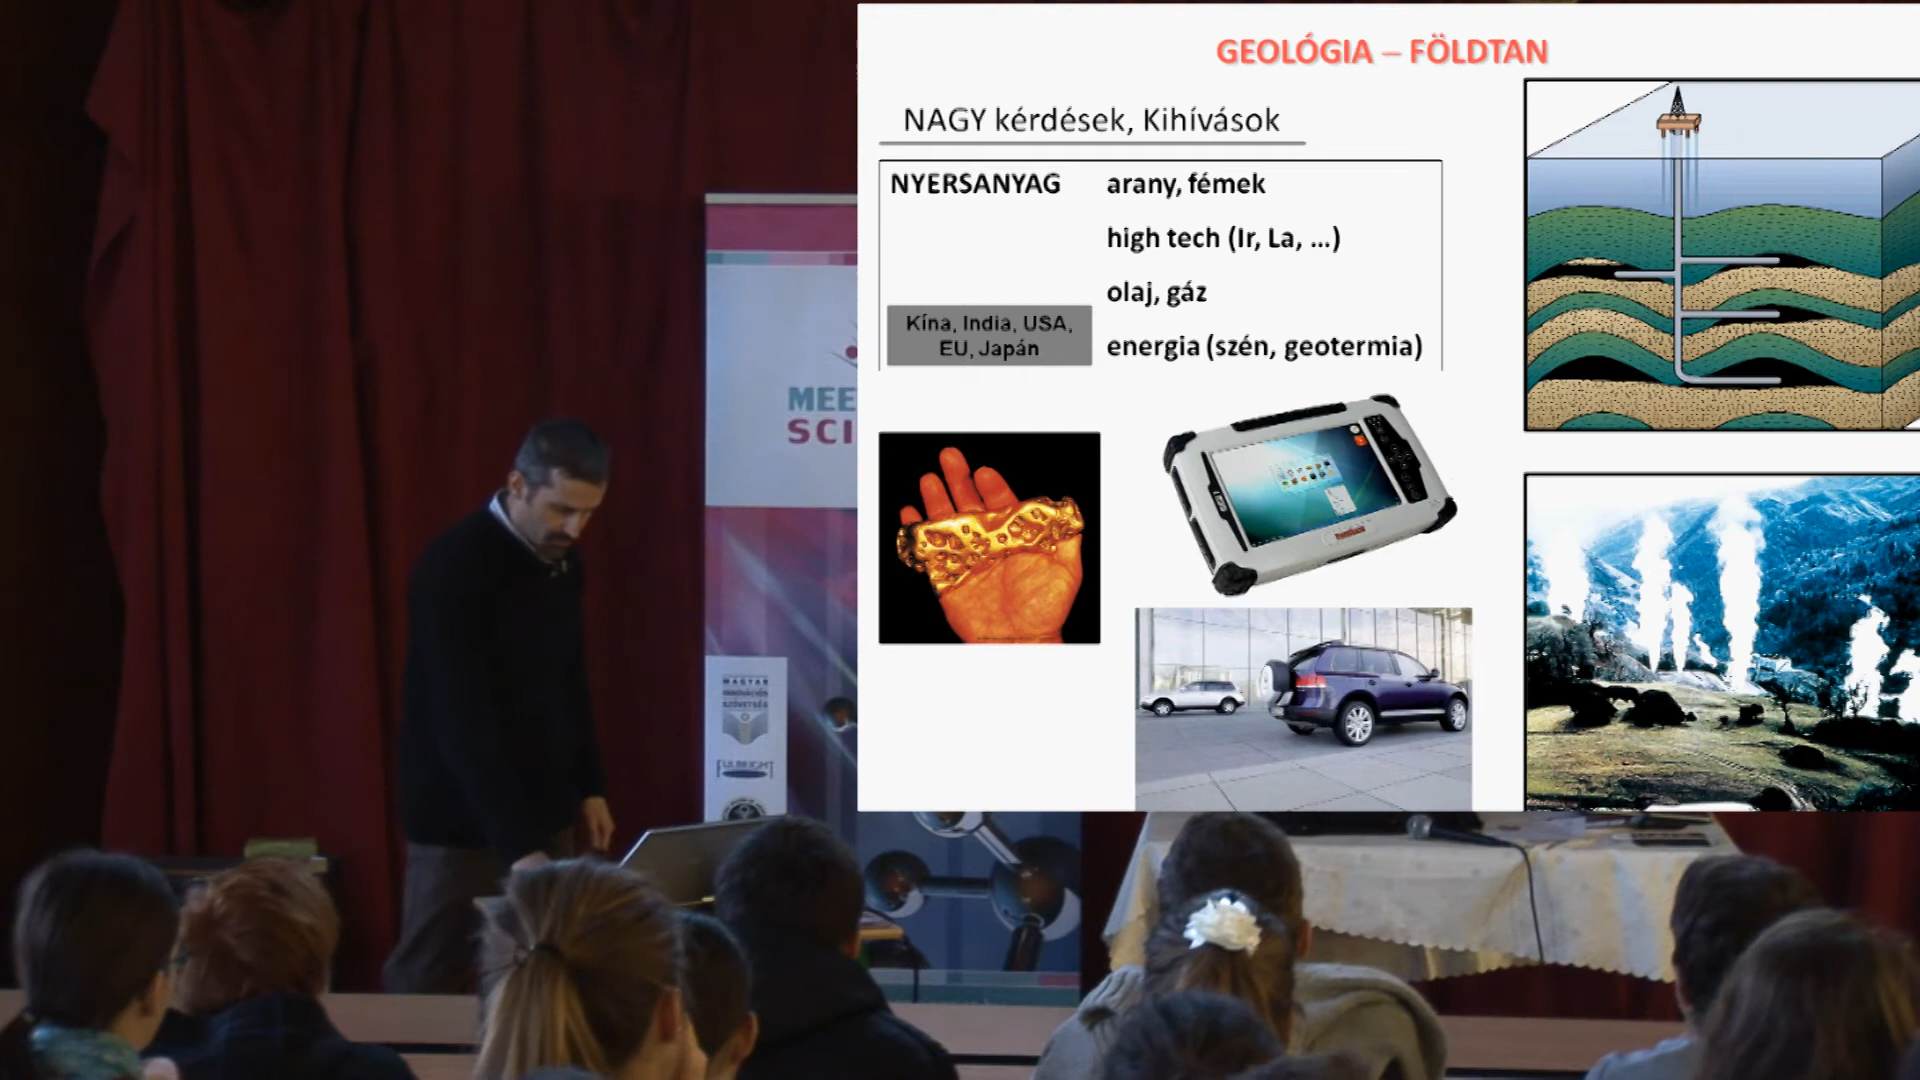 GEOLÓGIA – FÖLDTAN
NAGY kérdések, Kihívások
NYERSANYAG
arany, fémek
high tech (Ir, La, ...)
olaj, gáz
Kína, India, USA,
EU, Japán
energia (szén, geotermia)
MEE
SCI
MAGYAR
INNOVÁCIÓS
SZÖVETSÉG
FULBRIGHT